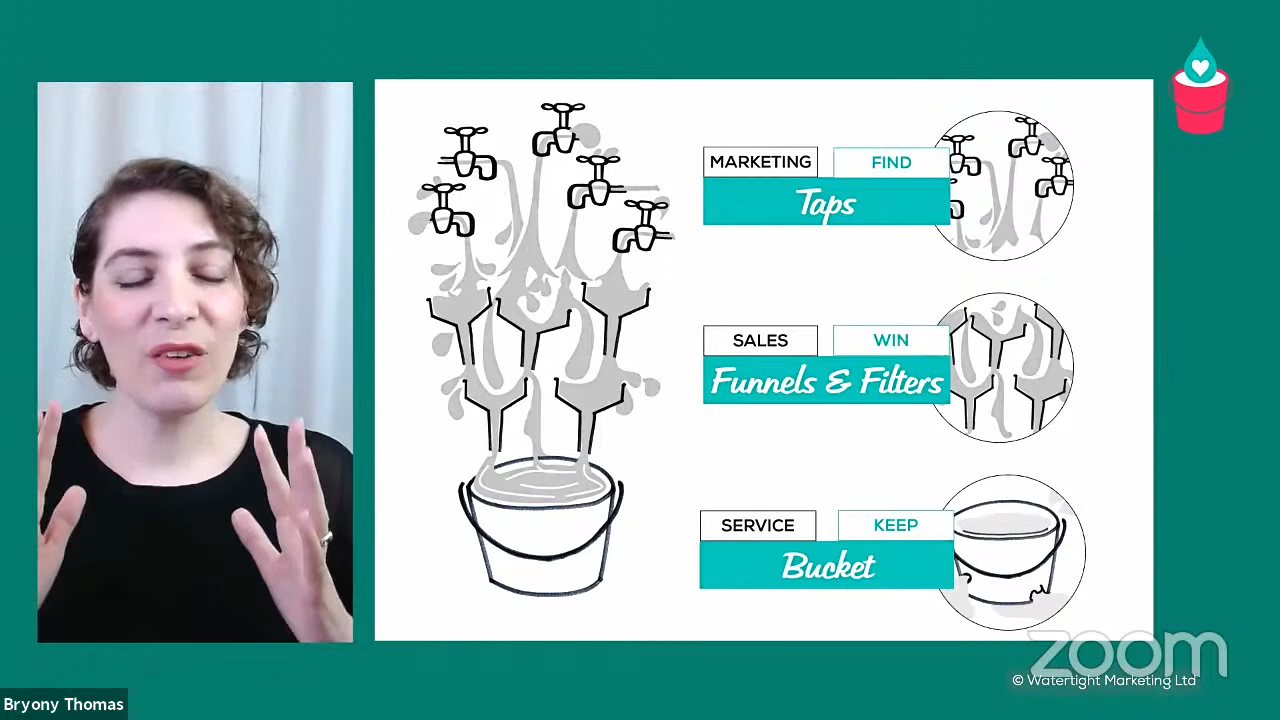 MARKETING
FIND
Taps
SALES
WIN
Funnels & Filters
SERVICE
KEEP
Bucket
zoom
© Watertight Marketing Ltd
Bryony Thomas